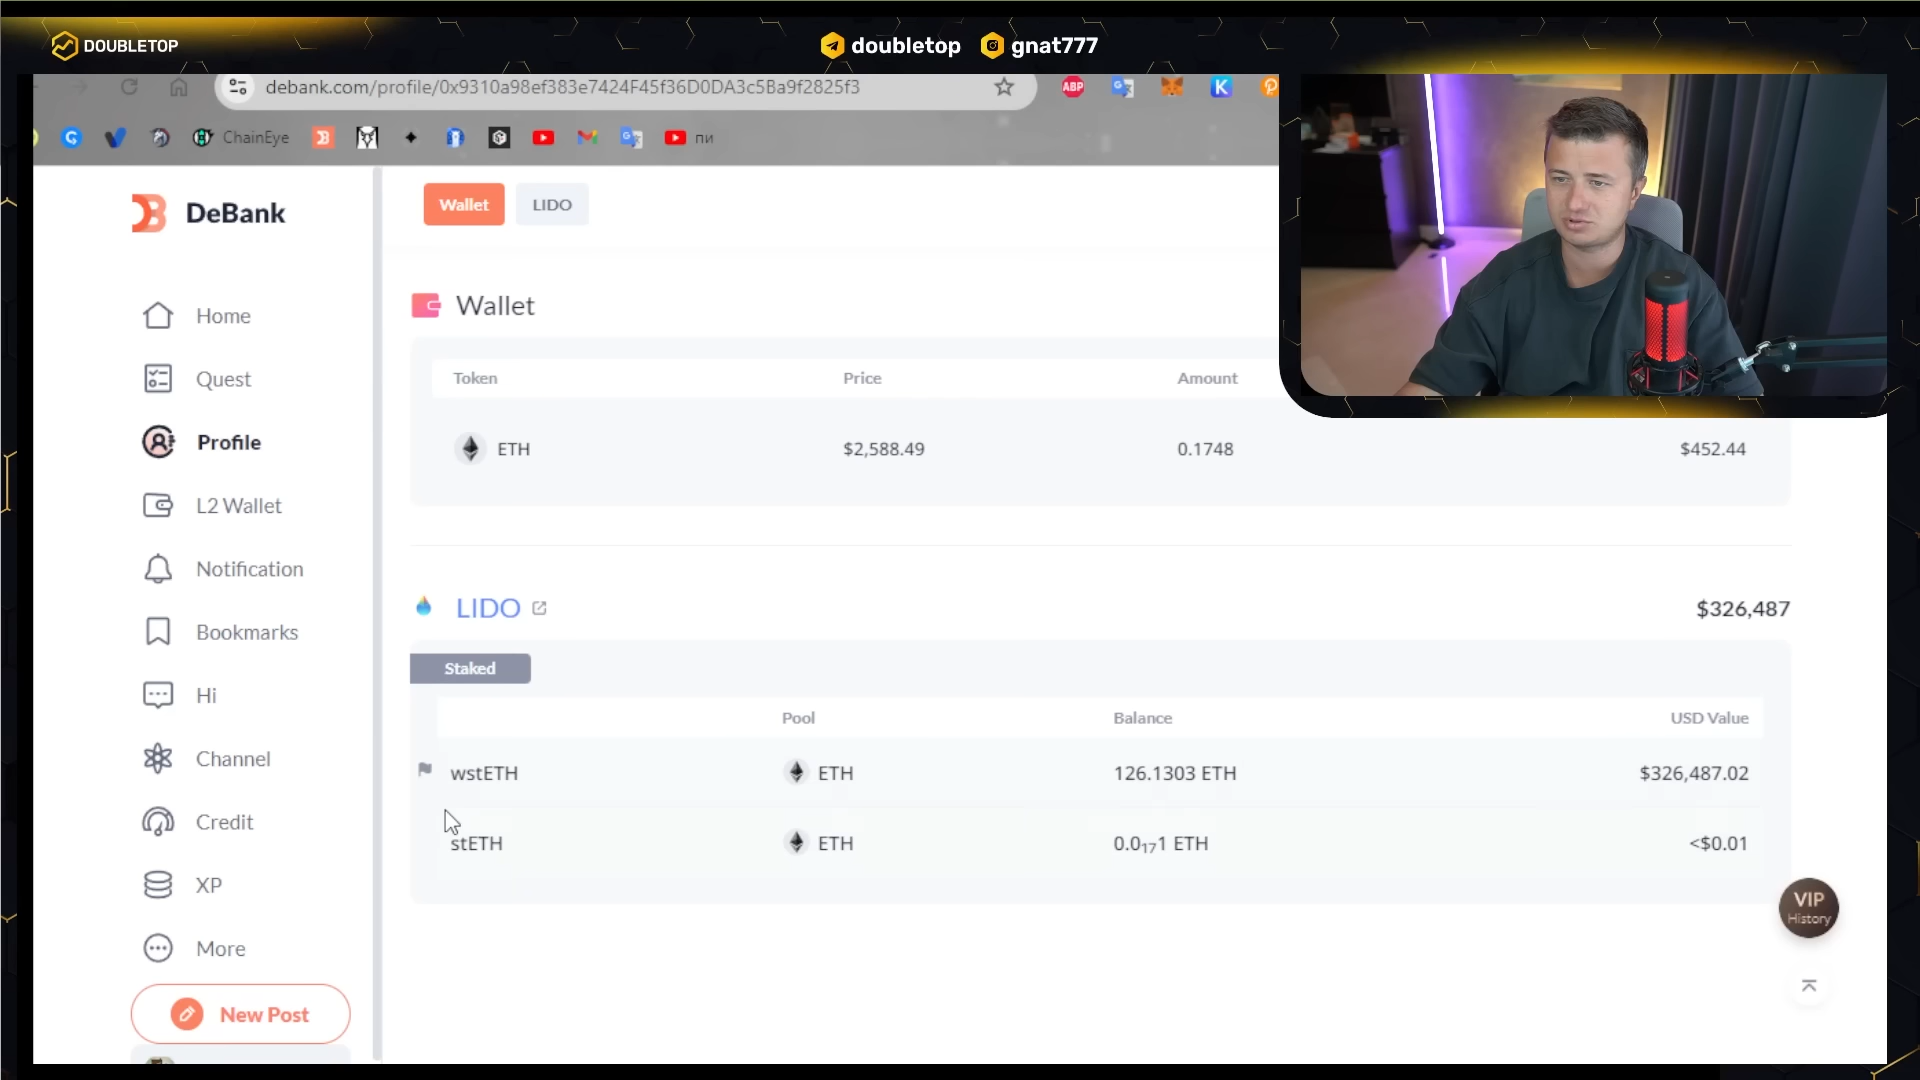 DOUBLETOP
doubletop gnat777
debank.com/profile/0x9310a98ef383e7424F45f36D0DA3c5Ba9f2825f3
ABP
K
ChainEye
пи
DeBank
Home
Quest
Profile
L2 Wallet
Notification
Bookmarks
Hi
Channel
Credit
XP
More
New Post
Wallet LIDO
Wallet
Token Price Amount
ETH $2,588.49 0.1748 $452.44
LIDO $326,487
Staked
Pool Balance USD Value
wstETH ETH 126.1303 ETH $326,487.02
stETH ETH 0.0₁₇1 ETH <$0.01
VIP
History